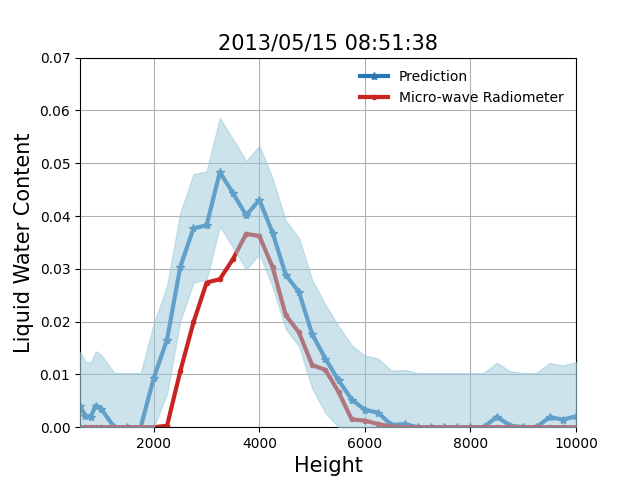 2013/05/15 08:51:38
Prediction
Micro-wave Radiometer
Liquid Water Content
0.07
0.06
0.05
0.04
0.03
0.02
0.01
0.00
2000 4000 6000 8000 10000
Height